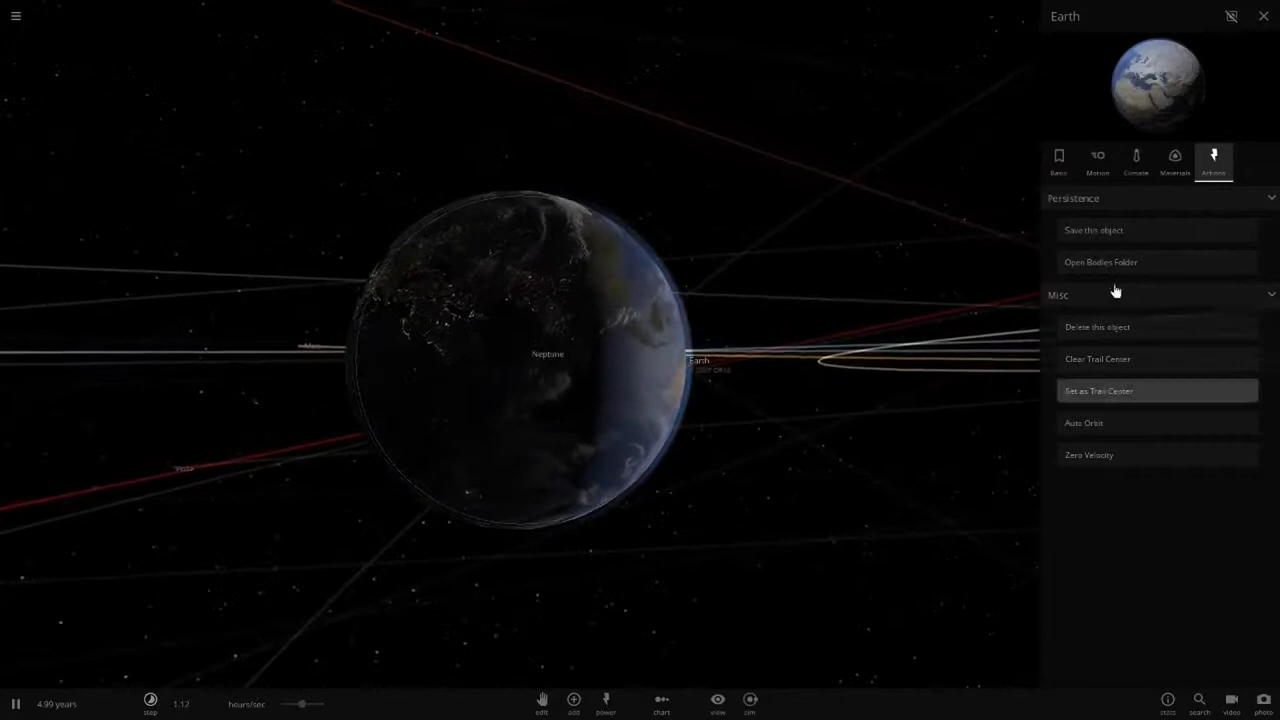 Earth
Basic
Motion
Climate
Materials
Actions
Persistence
Save this object
Open Bodies Folder
Misc
Delete this object
Clear Trail Center
Set as Trail Center
Auto Orbit
Zero Velocity
Neptune
Earth
4.99 years
step
1.12
hours/sec
edit
add
power
chart
view
sim
stats
search
video
photo